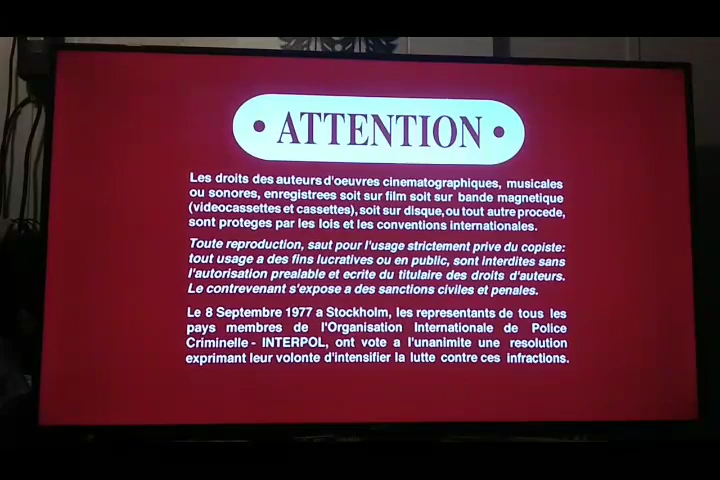 • ATTENTION •
Les droits des auteurs d'oeuvres cinematographiques, musicales
ou sonores, enregistrees soit sur film soit sur bande magnetique
(videocassettes et cassettes), soit sur disque, ou tout autre procede,
sont proteges par les lois et les conventions internationales.
Toute reproduction, saut pour l'usage strictement prive du copiste:
tout usage a des fins lucratives ou en public, sont interdites sans
l'autorisation prealable et ecrite du titulaire des droits d'auteurs.
Le contrevenant s'expose a des sanctions civiles et penales.
Le 8 Septembre 1977 a Stockholm, les representants de tous les
pays membres de l'Organisation Internationale de Police
Criminelle - INTERPOL, ont vote a l'unanimite une resolution
exprimant leur volonte d'intensifier la lutte contre ces infractions.